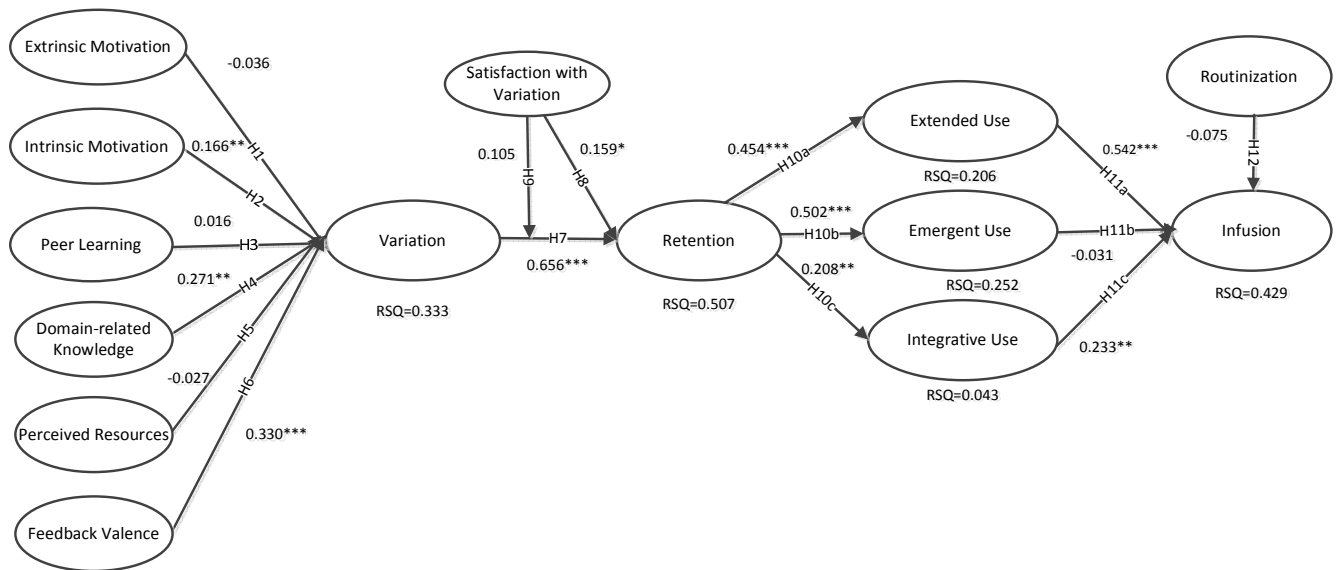 Extrinsic Motivation
-0.036
H1
Intrinsic Motivation
0.166**
H2
Peer Learning
0.016
H3
Domain-related
Knowledge
0.271**
H4
Perceived Resources
-0.027
H5
Feedback Valence
0.330***
H6
Variation
RSQ=0.333
Satisfaction with
Variation
0.105
H9
0.159*
H8
H7
0.656***
Retention
RSQ=0.507
0.454***
H10a
0.502***
H10b
0.208**
H10c
Extended Use
RSQ=0.206
Emergent Use
RSQ=0.252
Integrative Use
RSQ=0.043
0.542***
H11a
H11b
-0.031
H11c
0.233**
Routinization
-0.075
H12
Infusion
RSQ=0.429